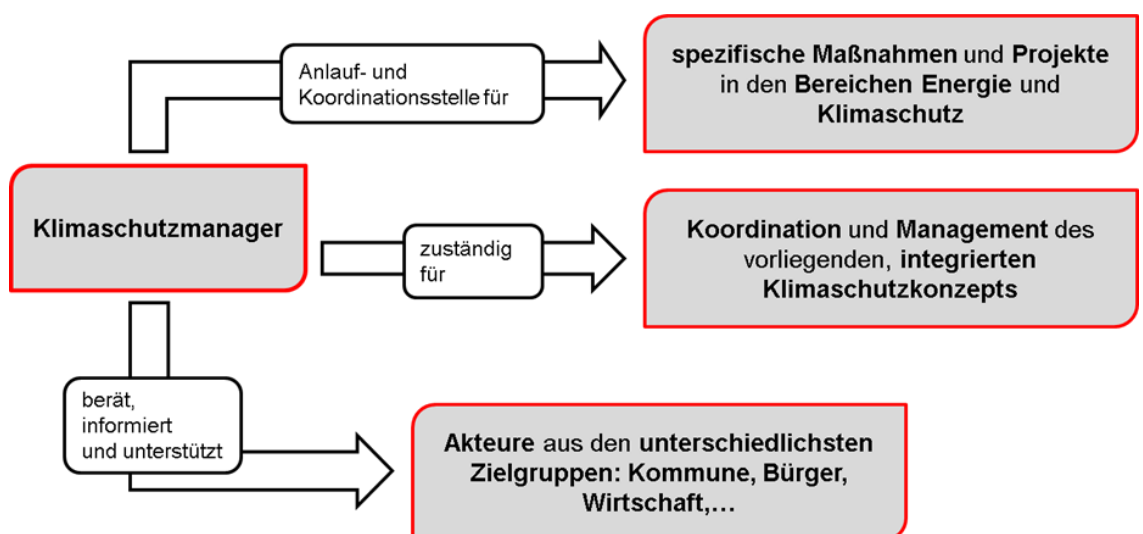 Anlauf- und
Koordinationsstelle für
spezifische Maßnahmen und Projekte
in den Bereichen Energie und
Klimaschutz
Klimaschutzmanager
zuständig
für
Koordination und Management des
vorliegenden, integrierten
Klimaschutzkonzepts
berät,
informiert
und unterstützt
Akteure aus den unterschiedlichsten
Zielgruppen: Kommune, Bürger,
Wirtschaft,…